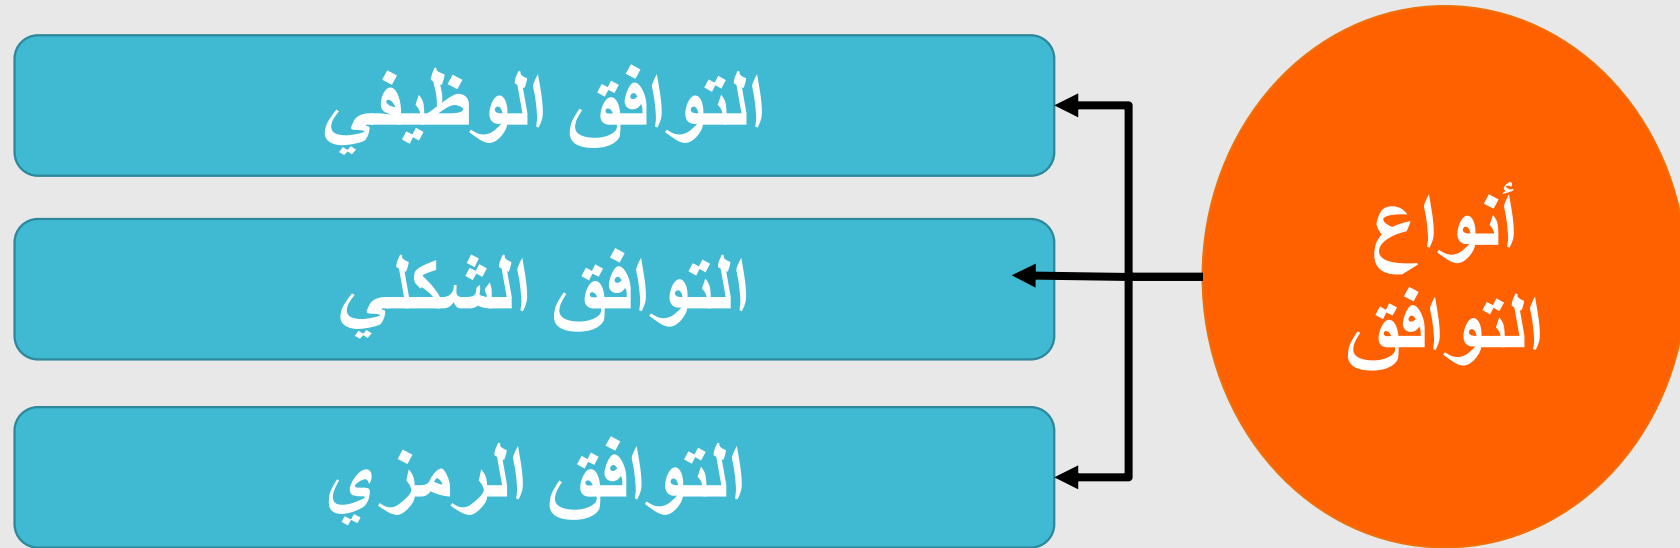 أنواع
التوافق
التوافق الوظيفي
التوافق الشكلي
التوافق الرمزي